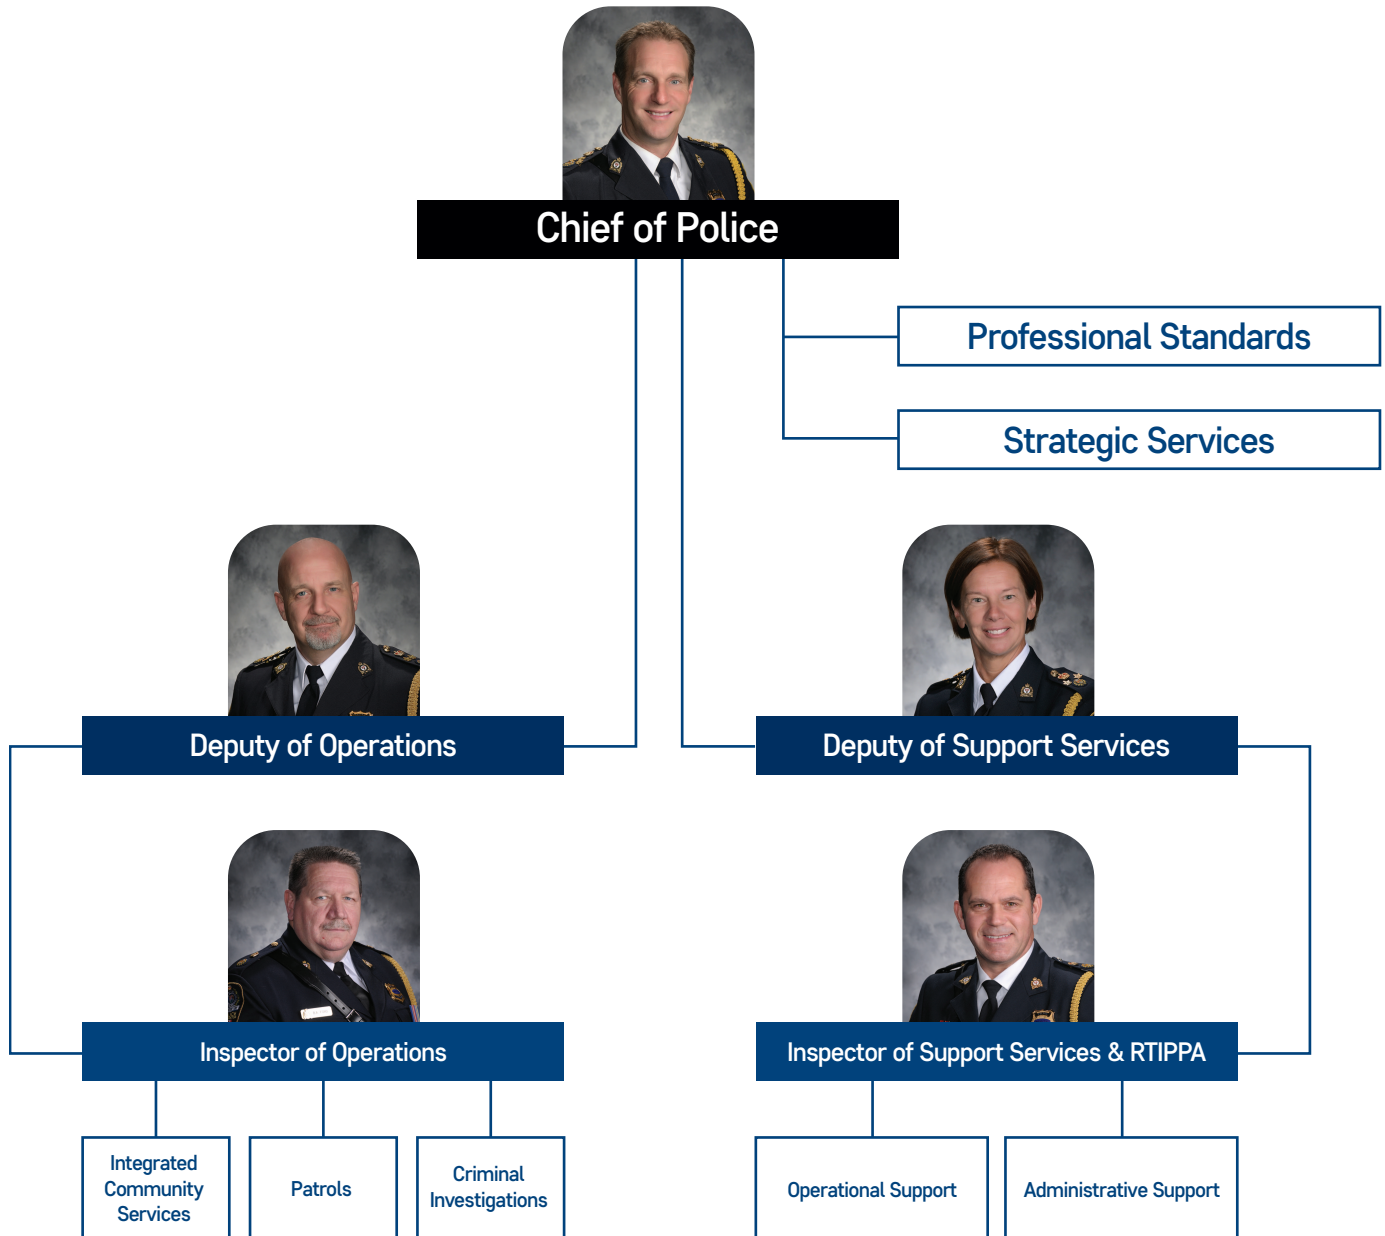 Chief of Police
Professional Standards
Strategic Services
Deputy of Operations
Deputy of Support Services
Inspector of Operations
Inspector of Support Services & RTIPPA
Integrated
Community
Services
Patrols
Criminal
Investigations
Operational Support
Administrative Support